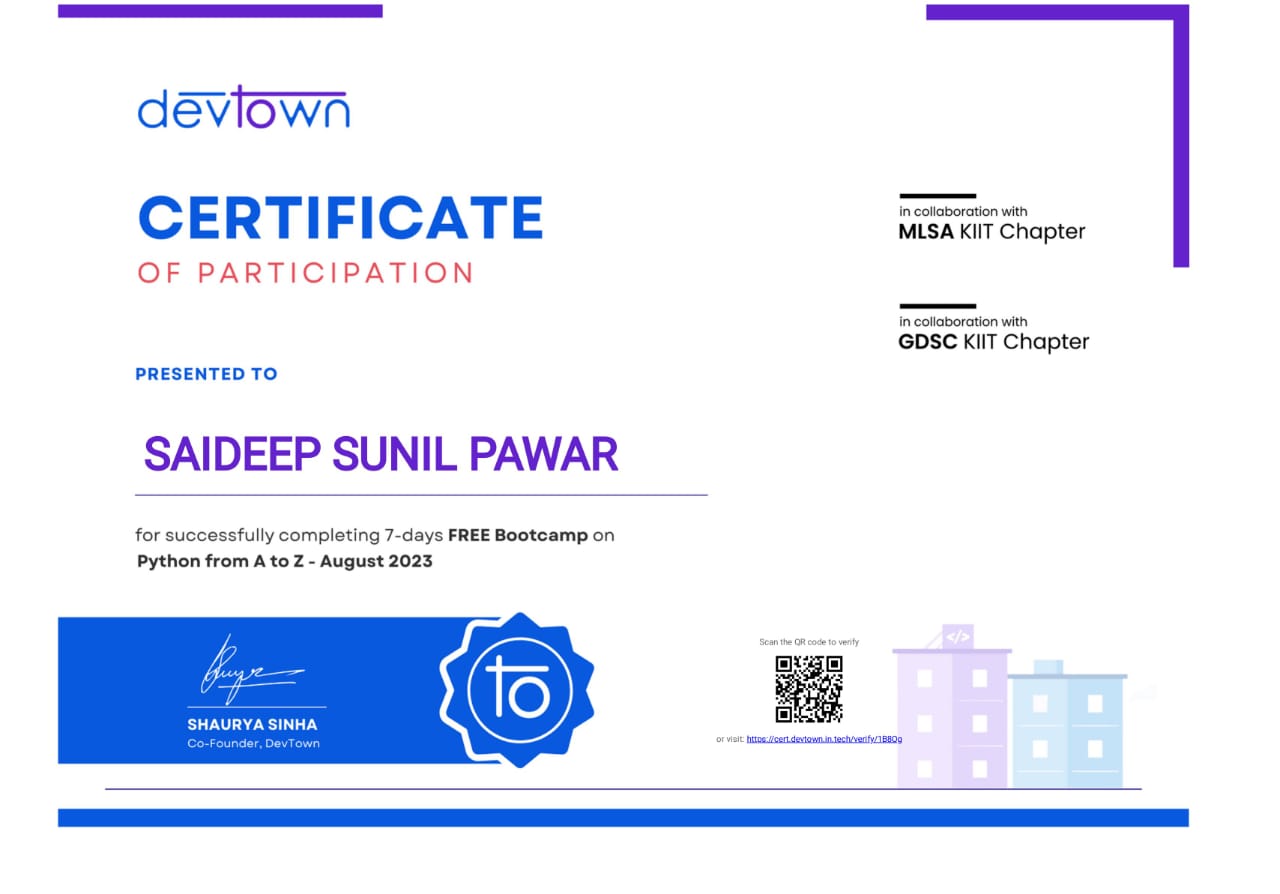 devtown
CERTIFICATE
OF PARTICIPATION
in collaboration with
MLSA KIIT Chapter
in collaboration with
GDSC KIIT Chapter
PRESENTED TO
SAIDEEP SUNIL PAWAR
for successfully completing 7-days FREE Bootcamp on
Python from A to Z - August 2023
SHAURYA SINHA
Co-Founder, DevTown
to
Scan the QR code to verify
or visit: https://cert.devtown.in.tech/verify/1B8Qg
</>